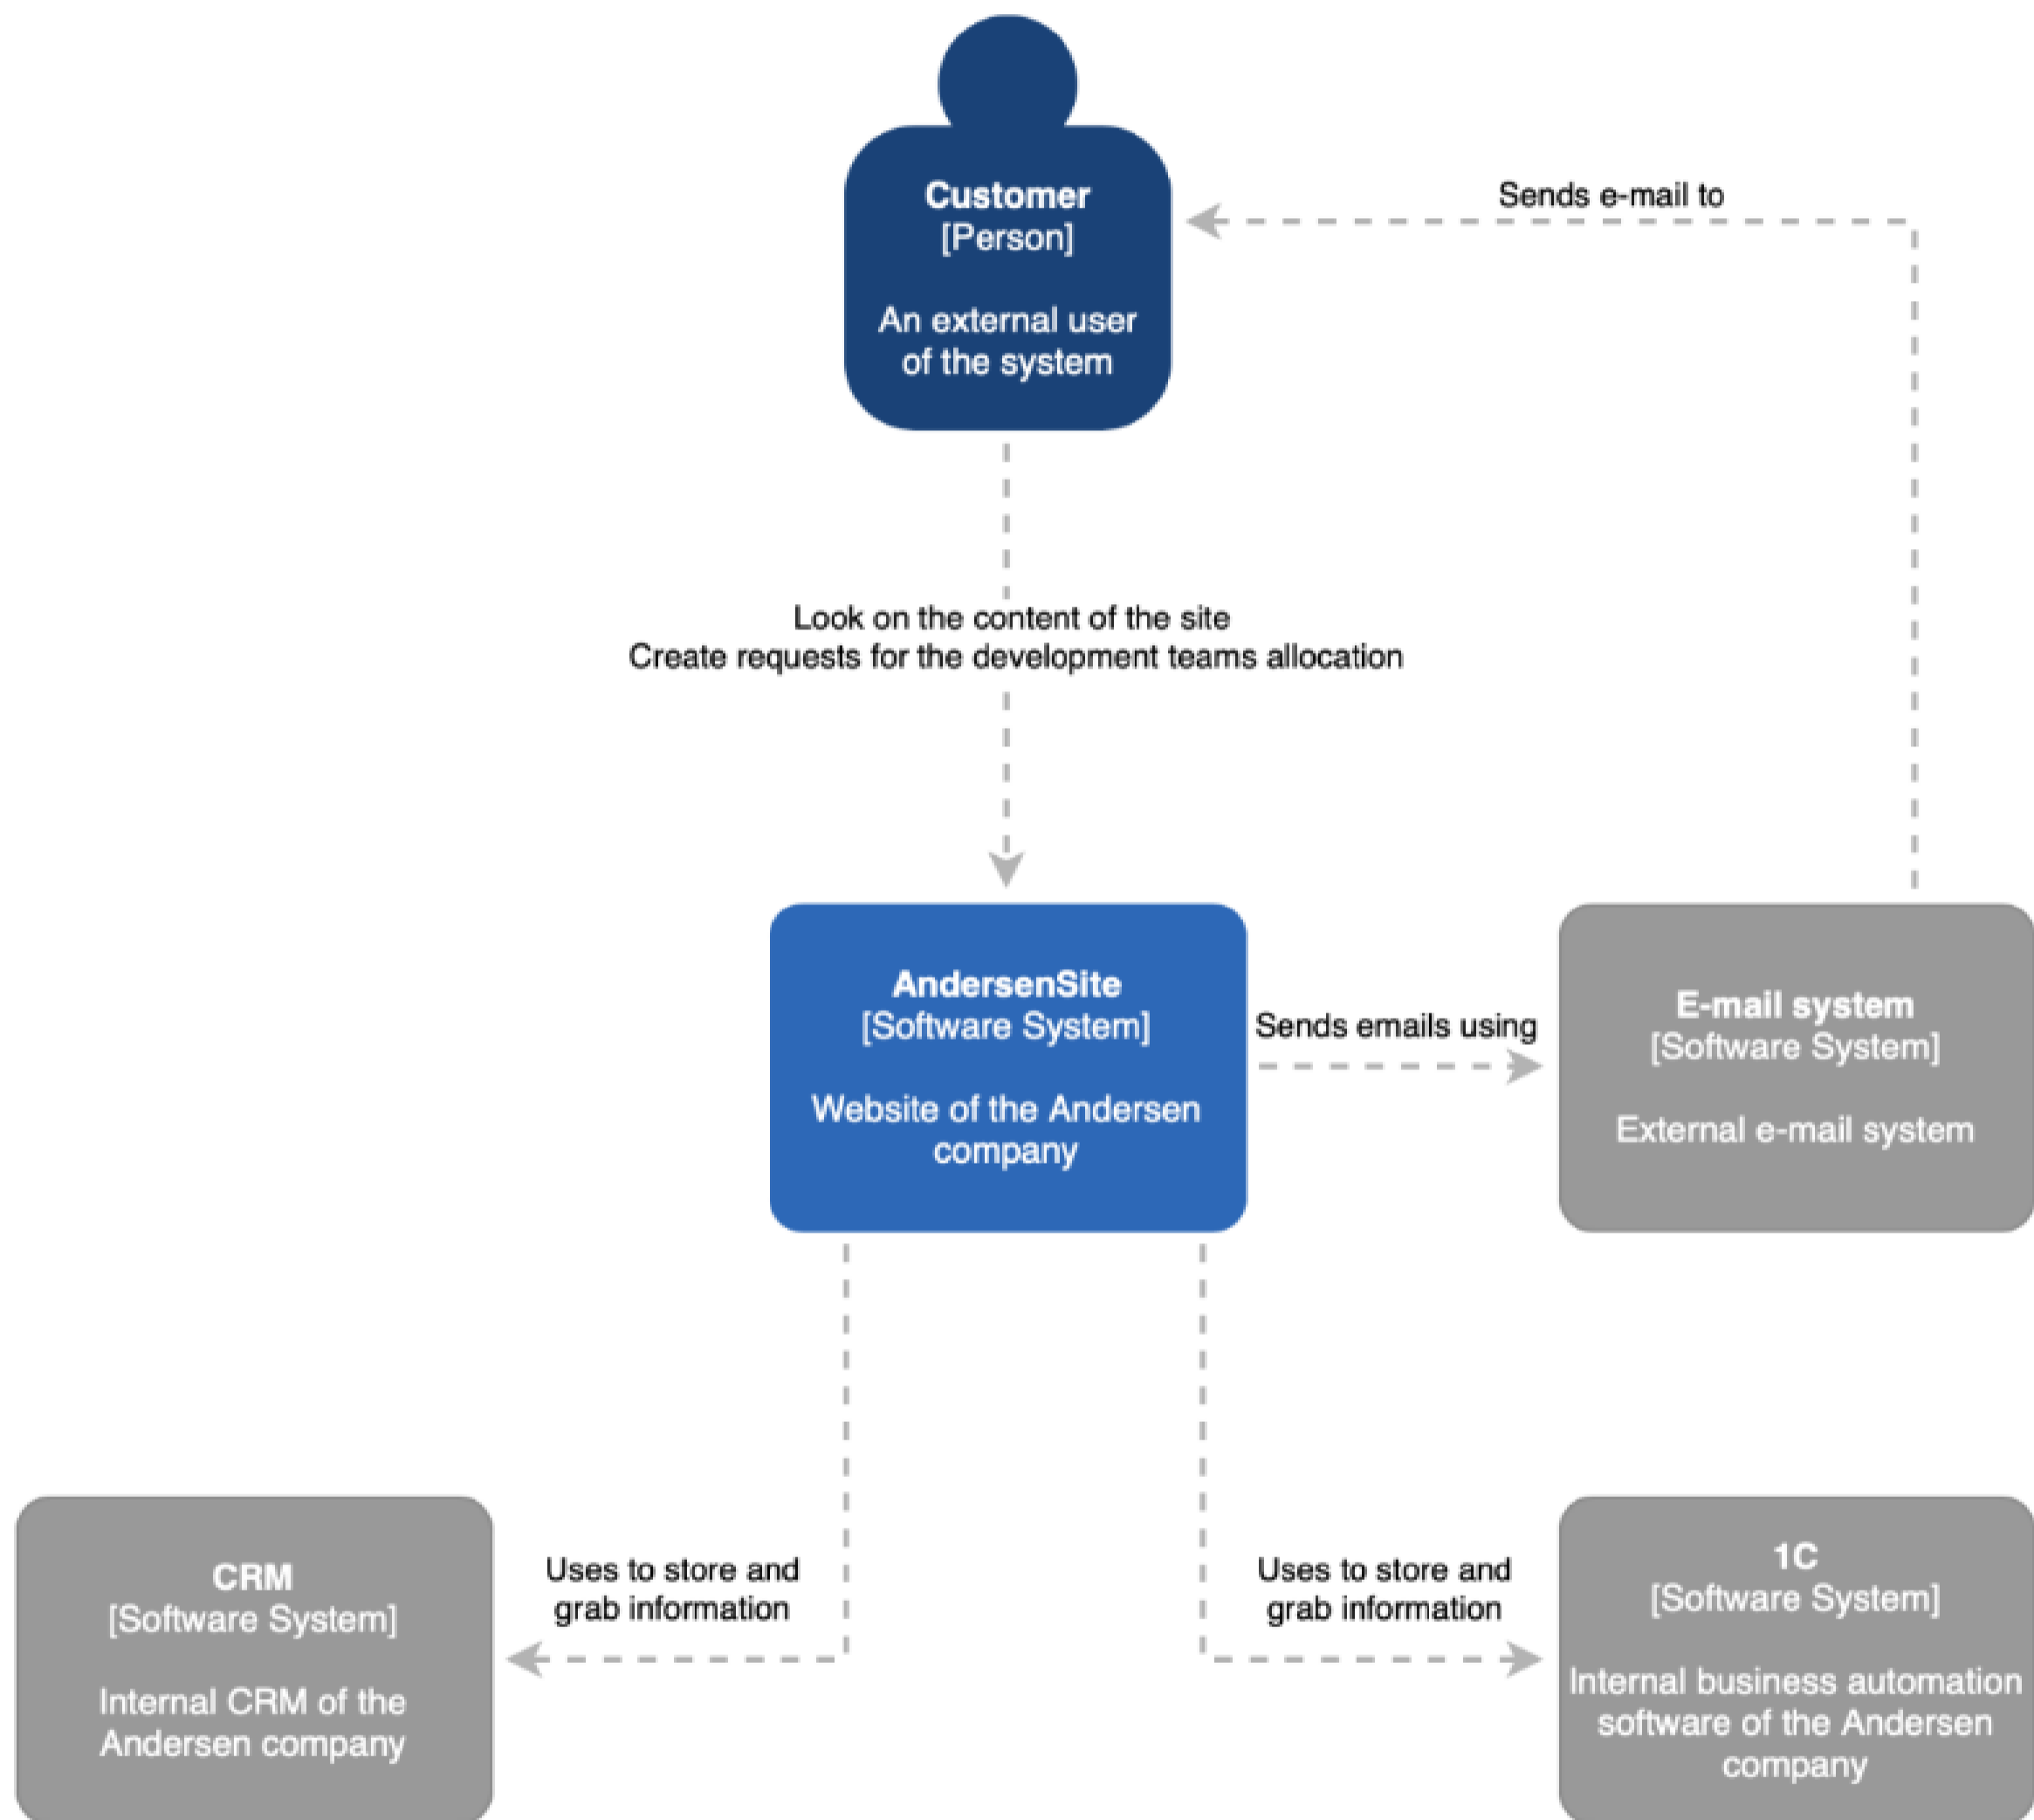 Customer
[Person]
An external user
of the system
Sends e-mail to
Look on the content of the site
Create requests for the development teams allocation
AndersenSite
[Software System]
Website of the Andersen
company
Sends emails using
E-mail system
[Software System]
External e-mail system
CRM
[Software System]
Internal CRM of the
Andersen company
Uses to store and
grab information
Uses to store and
grab information
1C
[Software System]
Internal business automation
software of the Andersen
company